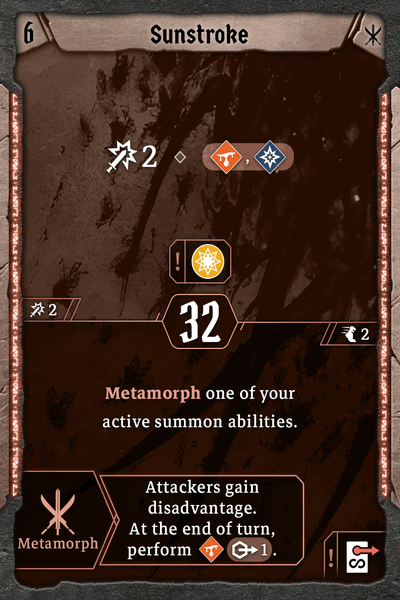 6 Sunstroke
2 ,
!
2 32 2
Metamorph one of your
active summon abilities.
Attackers gain
disadvantage.
At the end of turn,
perform 1.
Metamorph
! S